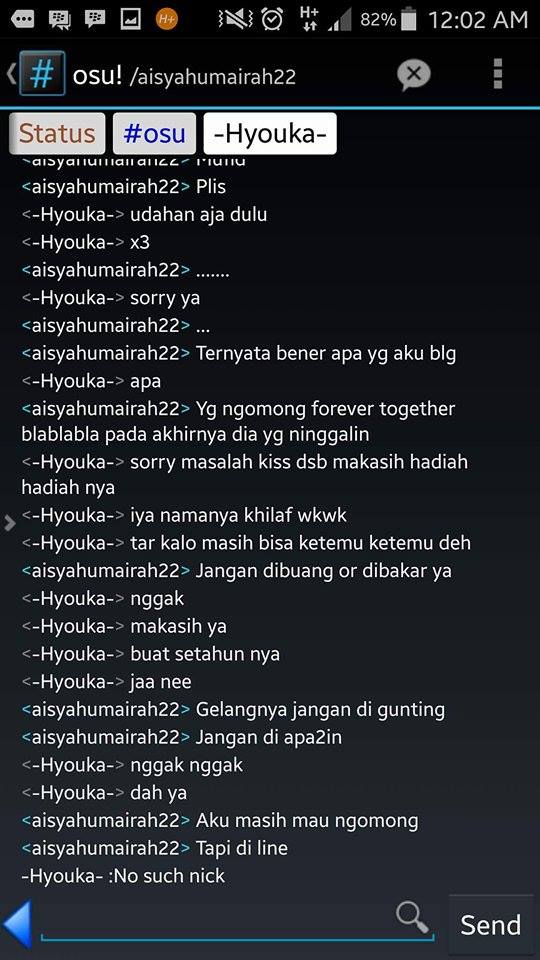 H+
H+
82%
12:02 AM
# osu! /aisyahumairah22
Status #osu -Hyouka-
<aisyahumairah22>
<aisyahumairah22> Plis
<-Hyouka-> udahan aja dulu
<-Hyouka-> x3
<aisyahumairah22> .......
<-Hyouka-> sorry ya
<aisyahumairah22> ...
<aisyahumairah22> Ternyata bener apa yg aku blg
<-Hyouka-> apa
<aisyahumairah22> Yg ngomong forever together
blablabla pada akhirnya dia yg ninggalin
<-Hyouka-> sorry masalah kiss dsb makasih hadiah
hadiah nya
<-Hyouka-> iya namanya khilaf wkwk
<-Hyouka-> tar kalo masih bisa ketemu ketemu deh
<aisyahumairah22> Jangan dibuang or dibakar ya
<-Hyouka-> nggak
<-Hyouka-> makasih ya
<-Hyouka-> buat setahun nya
<-Hyouka-> jaa nee
<aisyahumairah22> Gelangnya jangan di gunting
<aisyahumairah22> Jangan di apa2in
<-Hyouka-> nggak nggak
<-Hyouka-> dah ya
<aisyahumairah22> Aku masih mau ngomong
<aisyahumairah22> Tapi di line
-Hyouka- :No such nick
Send